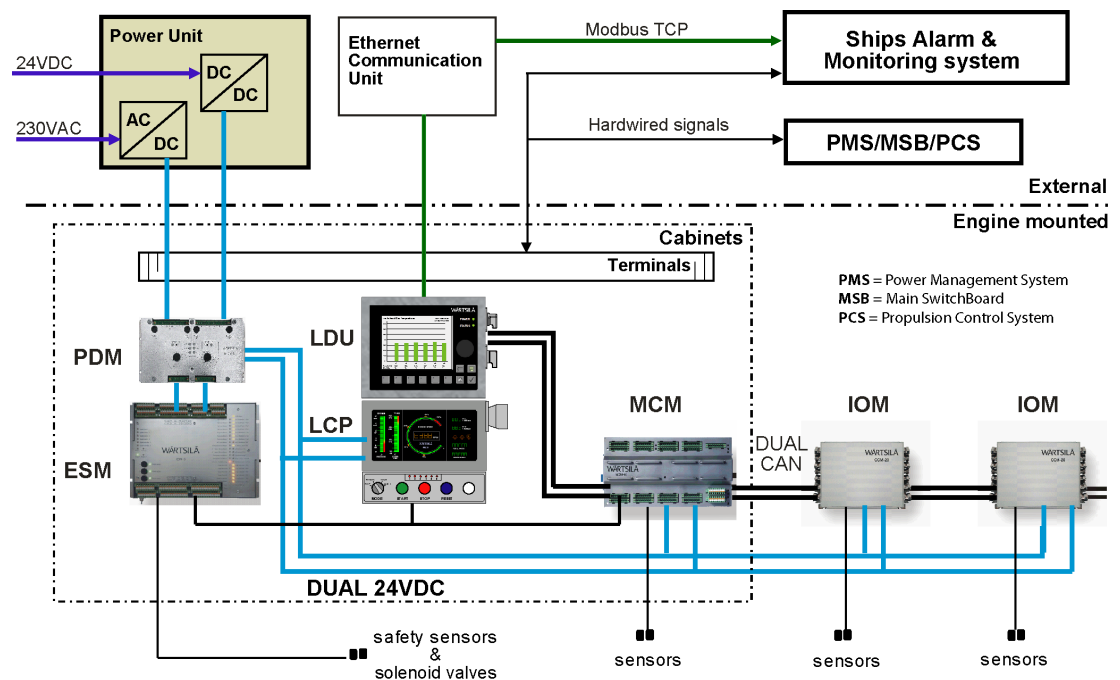 Power Unit
24VDC
DC
DC
230VAC
AC
DC
Ethernet
Communication
Unit
Modbus TCP
Ships Alarm &
Monitoring system
Hardwired signals
PMS/MSB/PCS
External
Engine mounted
Cabinets
Terminals
PMS = Power Management System
MSB = Main SwitchBoard
PCS = Propulsion Control System
PDM
LDU
WÄRTSILÄ
LCP
MODE
START
STOP
RESET
ESM
WÄRTSILÄ
MCM
WÄRTSILÄ
DUAL
CAN
IOM
WÄRTSILÄ
IOM
WÄRTSILÄ
DUAL 24VDC
safety sensors
&
solenoid valves
sensors
sensors
sensors